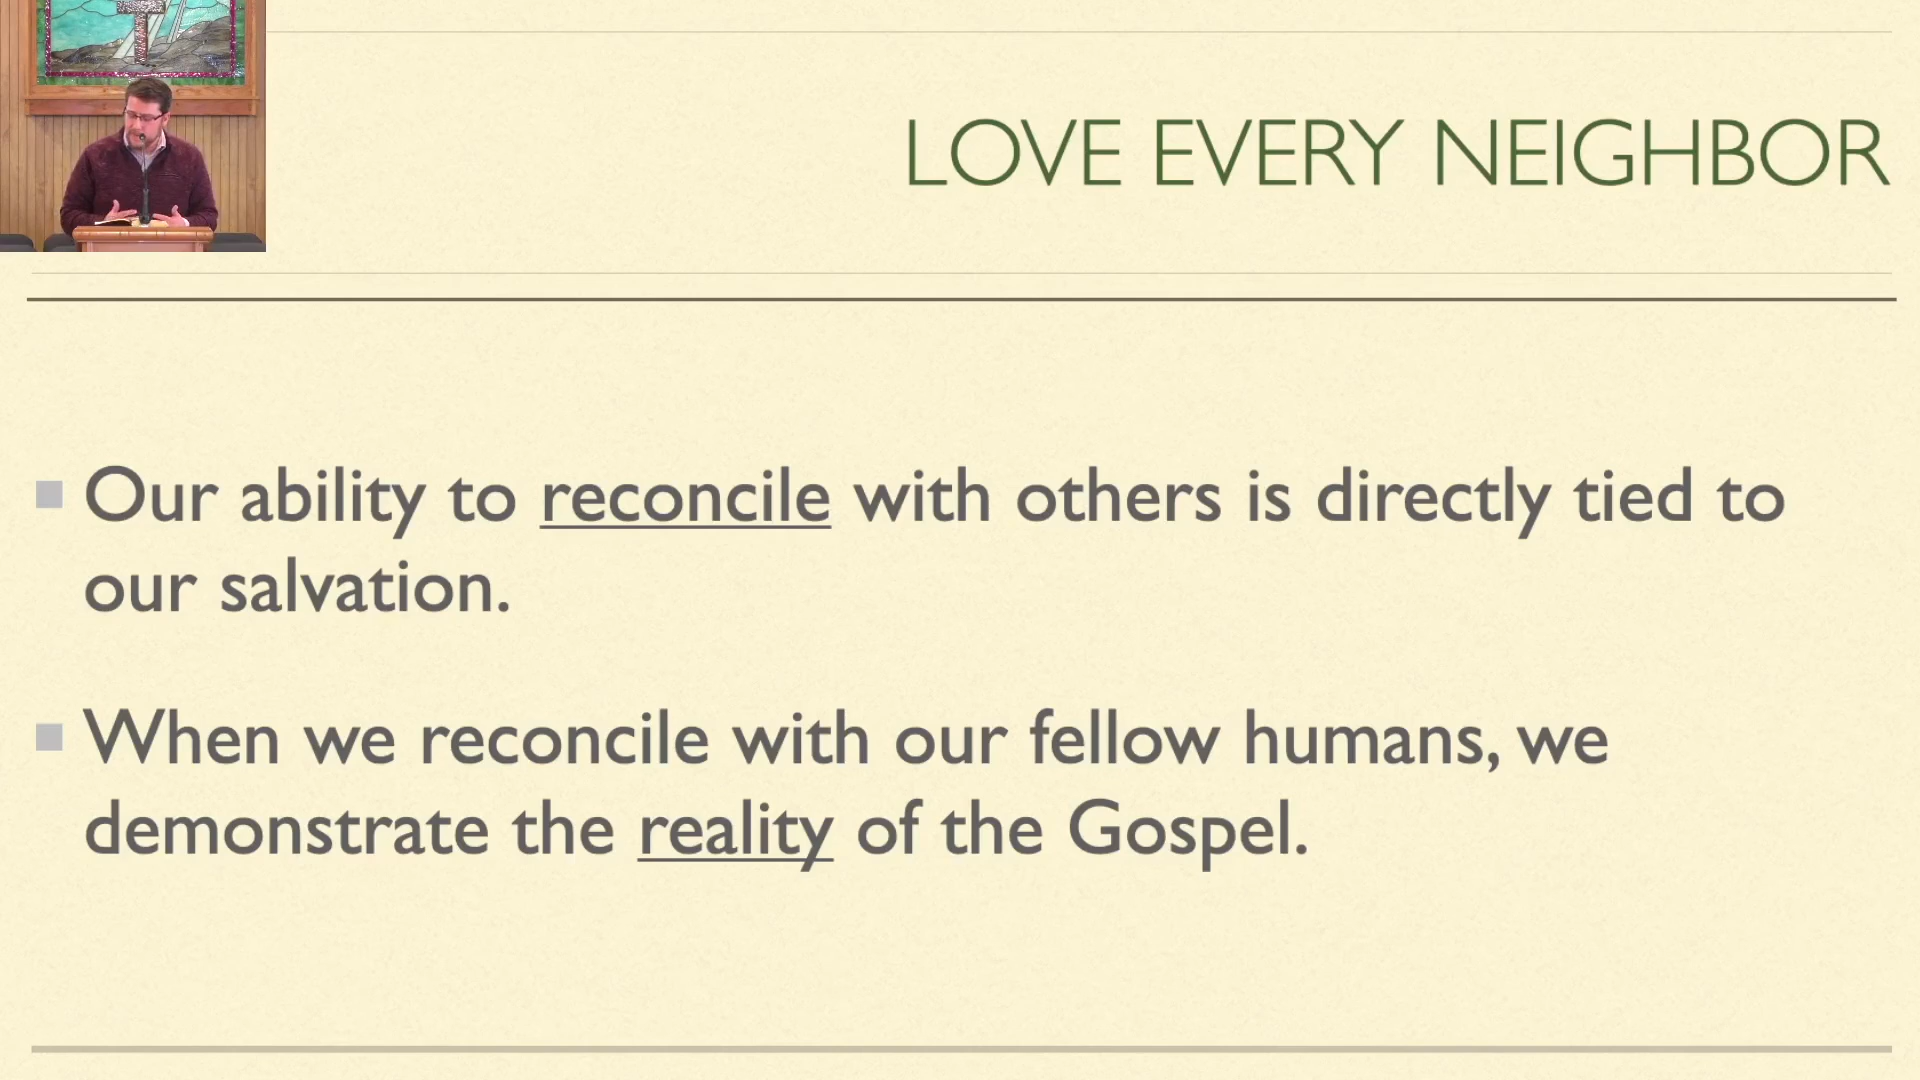 LOVE EVERY NEIGHBOR
Our ability to reconcile with others is directly tied to
our salvation.
When we reconcile with our fellow humans, we
demonstrate the reality of the Gospel.